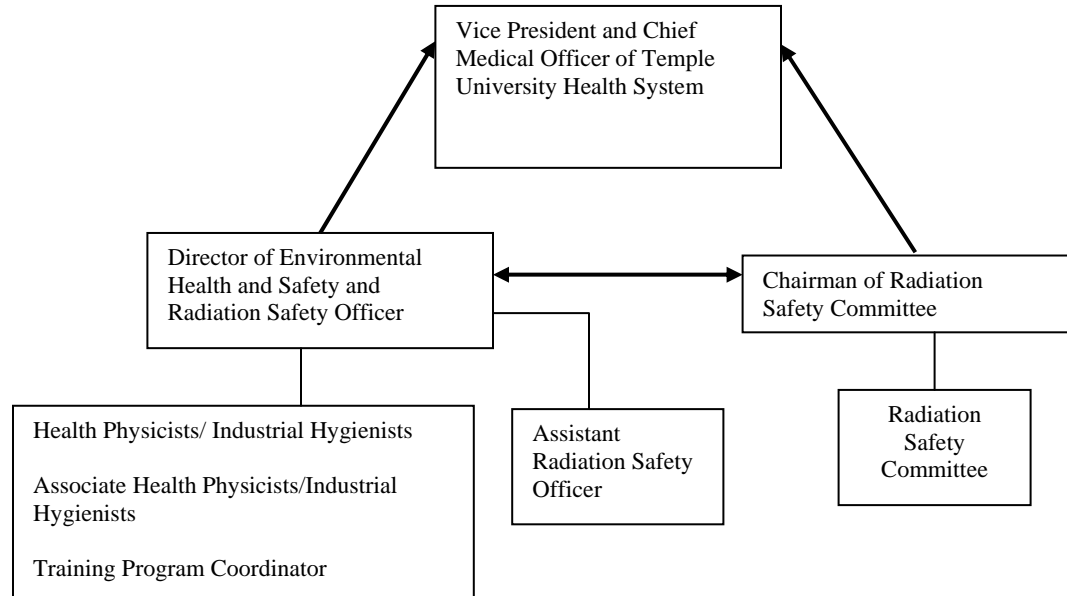 Vice President and Chief
Medical Officer of Temple
University Health System
Director of Environmental
Health and Safety and
Radiation Safety Officer
Chairman of Radiation
Safety Committee
Health Physicists/ Industrial Hygienists
Associate Health Physicists/Industrial
Hygienists
Training Program Coordinator
Assistant
Radiation Safety
Officer
Radiation
Safety
Committee